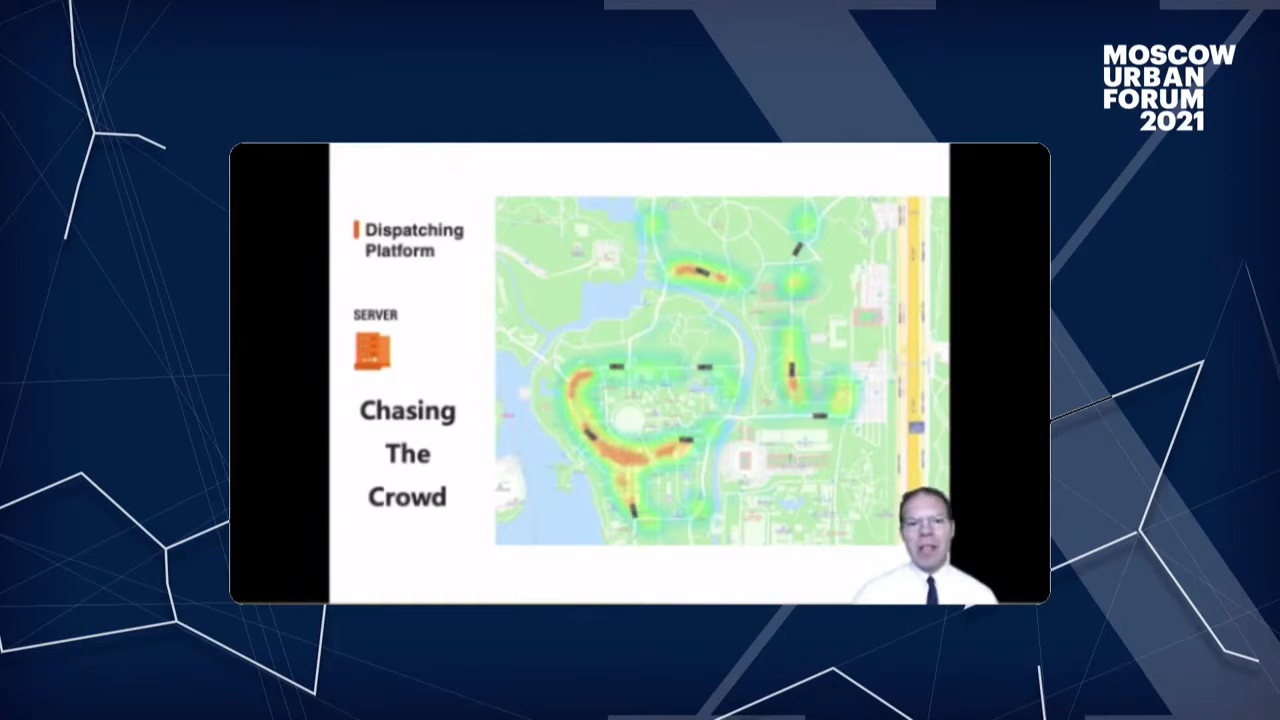 MOSCOW
URBAN
FORUM
2021
Dispatching
Platform
SERVER
Chasing
The
Crowd